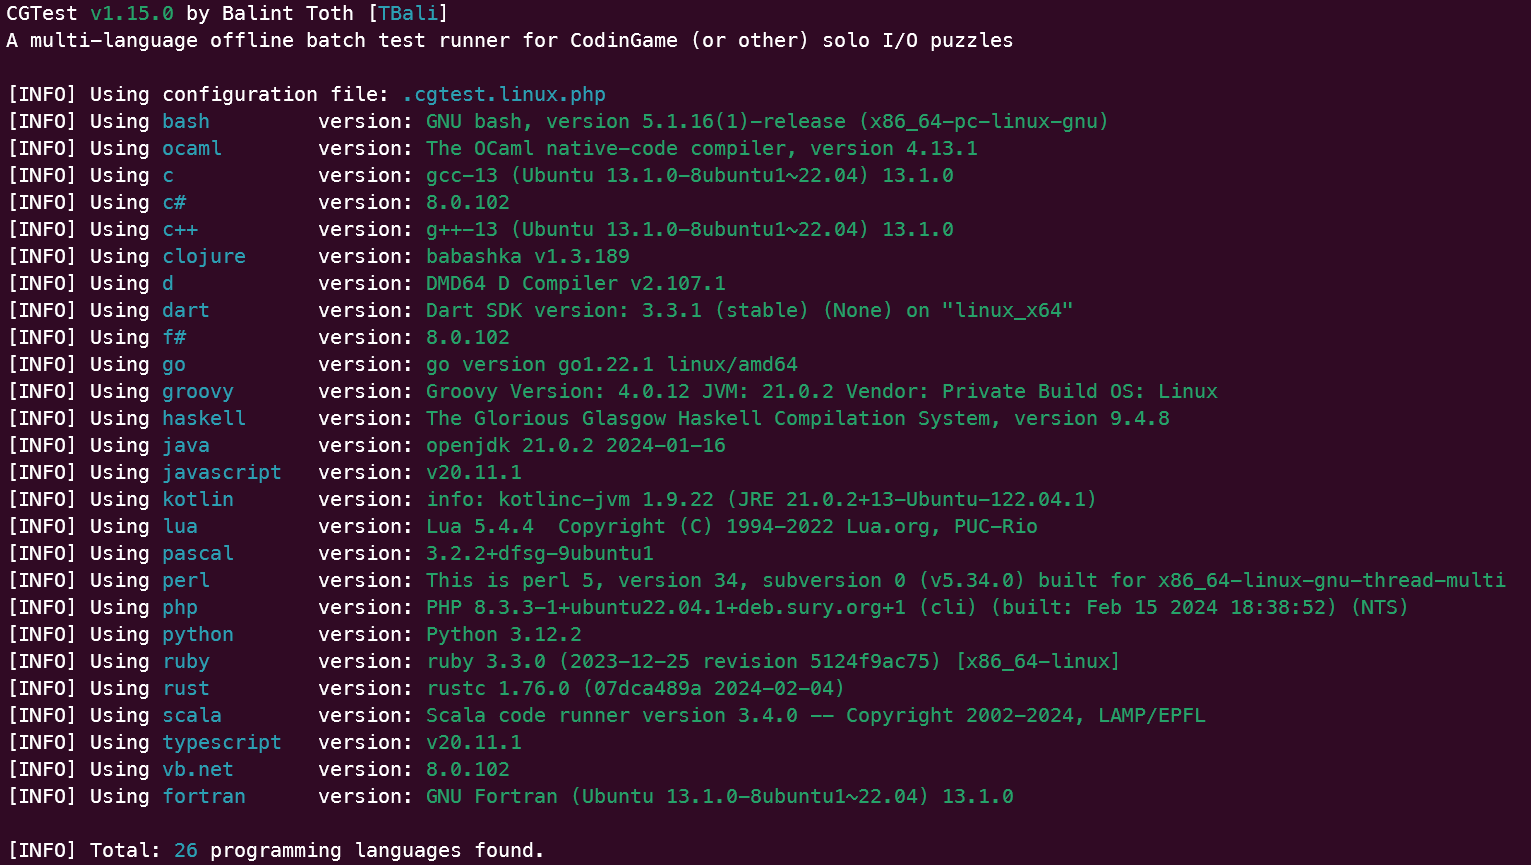 CGTest v1.15.0 by Balint Toth [TBali]
A multi-language offline batch test runner for CodinGame (or other) solo I/O puzzles
[INFO] Using configuration file: .cgtest.linux.php
[INFO] Using bash version: GNU bash, version 5.1.16(1)-release (x86_64-pc-linux-gnu)
[INFO] Using ocaml version: The OCaml native-code compiler, version 4.13.1
[INFO] Using c version: gcc-13 (Ubuntu 13.1.0-8ubuntu1~22.04) 13.1.0
[INFO] Using c# version: 8.0.102
[INFO] Using c++ version: g++-13 (Ubuntu 13.1.0-8ubuntu1~22.04) 13.1.0
[INFO] Using clojure version: babashka v1.3.189
[INFO] Using d version: DMD64 D Compiler v2.107.1
[INFO] Using dart version: Dart SDK version: 3.3.1 (stable) (None) on "linux_x64"
[INFO] Using f# version: 8.0.102
[INFO] Using go version: go version go1.22.1 linux/amd64
[INFO] Using groovy version: Groovy Version: 4.0.12 JVM: 21.0.2 Vendor: Private Build OS: Linux
[INFO] Using haskell version: The Glorious Glasgow Haskell Compilation System, version 9.4.8
[INFO] Using java version: openjdk 21.0.2 2024-01-16
[INFO] Using javascript version: v20.11.1
[INFO] Using kotlin version: info: kotlinc-jvm 1.9.22 (JRE 21.0.2+13-Ubuntu-122.04.1)
[INFO] Using lua version: Lua 5.4.4  Copyright (C) 1994-2022 Lua.org, PUC-Rio
[INFO] Using pascal version: 3.2.2+dfsg-9ubuntu1
[INFO] Using perl version: This is perl 5, version 34, subversion 0 (v5.34.0) built for x86_64-linux-gnu-thread-multi
[INFO] Using php version: PHP 8.3.3-1+ubuntu22.04.1+deb.sury.org+1 (cli) (built: Feb 15 2024 18:38:52) (NTS)
[INFO] Using python version: Python 3.12.2
[INFO] Using ruby version: ruby 3.3.0 (2023-12-25 revision 5124f9ac75) [x86_64-linux]
[INFO] Using rust version: rustc 1.76.0 (07dca489a 2024-02-04)
[INFO] Using scala version: Scala code runner version 3.4.0 -- Copyright 2002-2024, LAMP/EPFL
[INFO] Using typescript version: v20.11.1
[INFO] Using vb.net version: 8.0.102
[INFO] Using fortran version: GNU Fortran (Ubuntu 13.1.0-8ubuntu1~22.04) 13.1.0
[INFO] Total: 26 programming languages found.